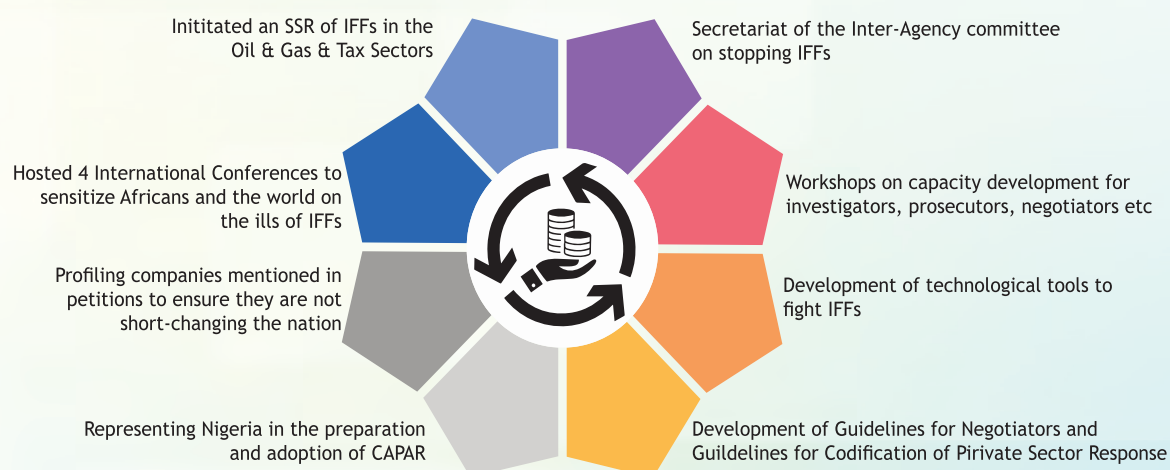 Inititated an SSR of IFFs in the
Oil & Gas & Tax Sectors
Secretariat of the Inter-Agency committee
on stopping IFFs
Hosted 4 International Conferences to
sensitize Africans and the world on
the ills of IFFs
Workshops on capacity development for
investigators, prosecutors, negotiators etc
Profiling companies mentioned in
petitions to ensure they are not
short-changing the nation
Development of technological tools to
fight IFFs
Representing Nigeria in the preparation
and adoption of CAPAR
Development of Guidelines for Negotiators and
Guildelines for Codification of Pirivate Sector Response